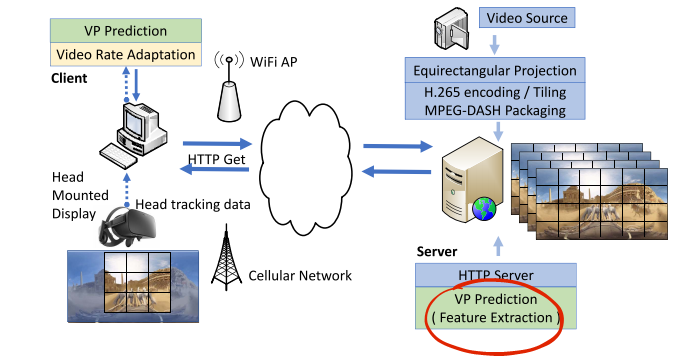 VP Prediction
Video Rate Adaptation
Client
WiFi AP
Video Source
Equirectangular Projection
H.265 encoding / Tiling
MPEG-DASH Packaging
HTTP Get
Head
Mounted
Display
Head tracking data
Cellular Network
Server
HTTP Server
VP Prediction
( Feature Extraction )